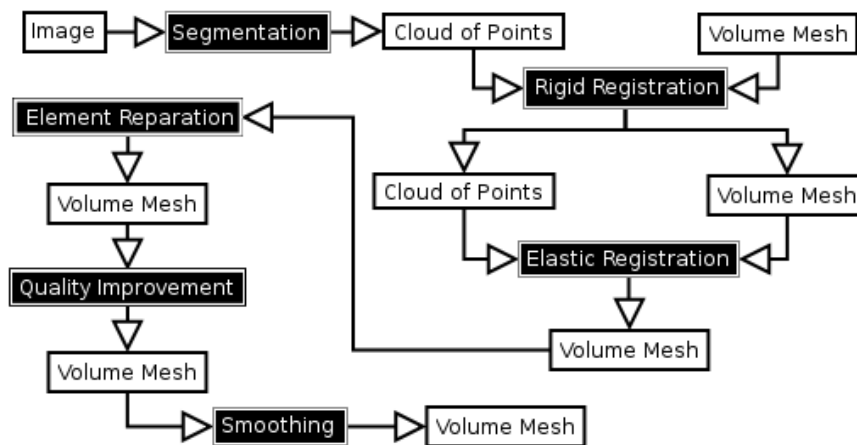 Image
Segmentation
Cloud of Points
Volume Mesh
Rigid Registration
Element Reparation
Cloud of Points
Volume Mesh
Volume Mesh
Elastic Registration
Quality Improvement
Volume Mesh
Volume Mesh
Smoothing
Volume Mesh